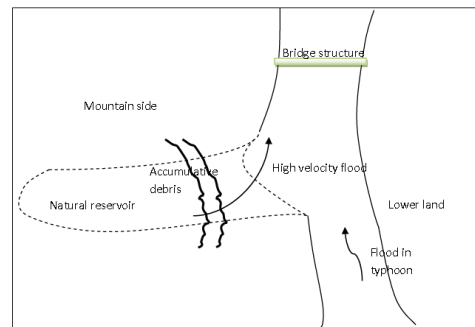 Bridge structure
Mountain side
Accumulative
debris
High velocity flood
Natural reservoir
Lower land
Flood in
typhoon